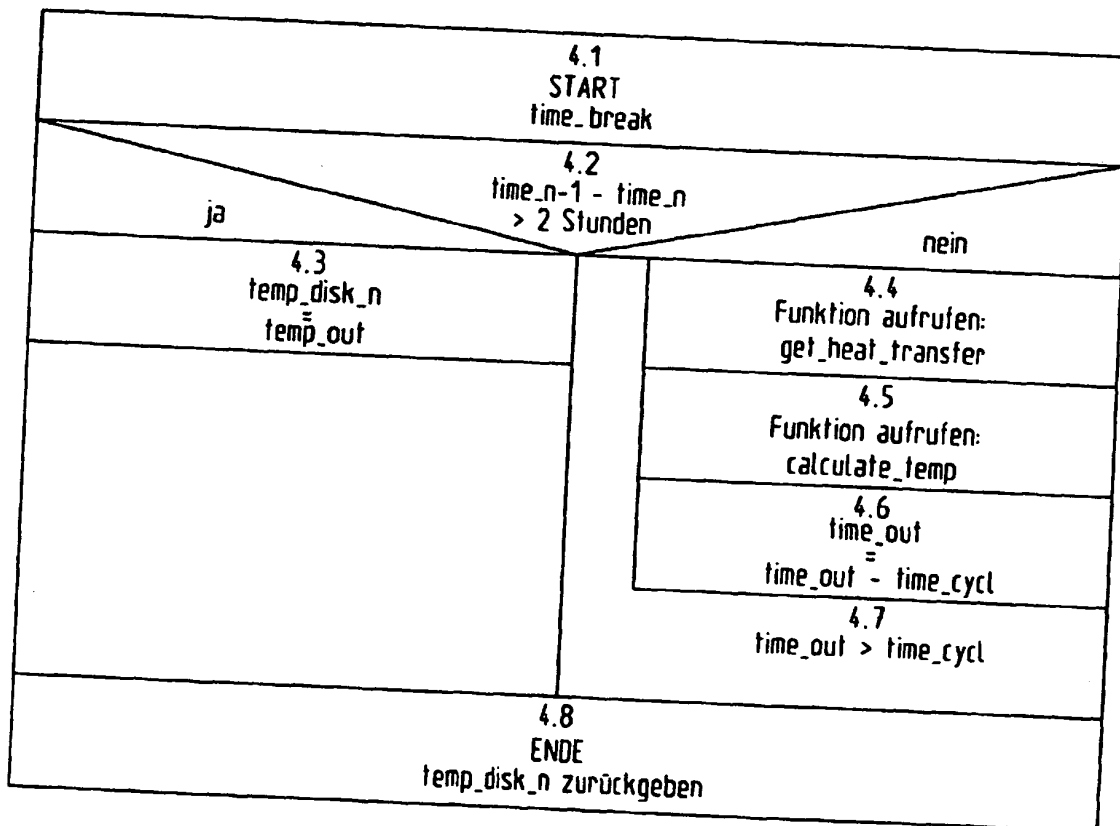 4.1
START
time_break
4.2
time_n-1 - time_n
> 2 Stunden
ja
nein
4.3
temp_disk_n
=
temp_out
4.4
Funktion aufrufen:
get_heat_transfer
4.5
Funktion aufrufen:
calculate_temp
4.6
time_out
=
time_out - time_cycl
4.7
time_out > time_cycl
4.8
ENDE
temp_disk_n zurückgeben